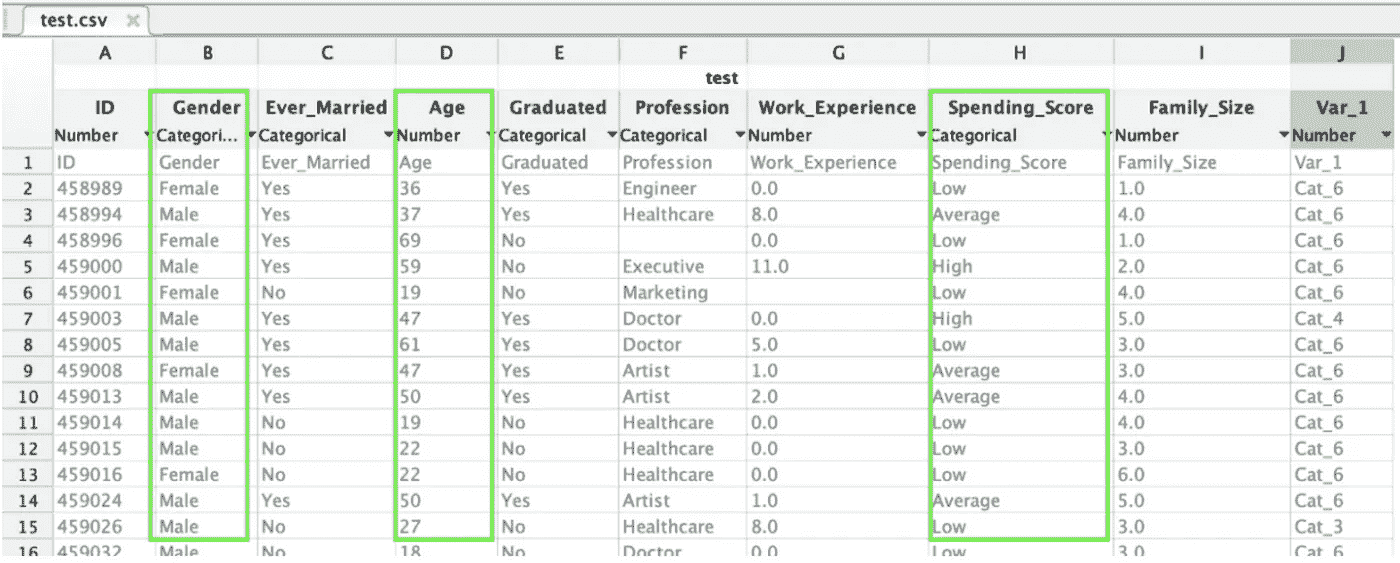 test.csv
A B C D E F G H I J
test
ID Gender Ever_Married Age Graduated Profession Work_Experience Spending_Score Family_Size Var_1
Number Categori... Categorical Number Categorical Categorical Number Categorical Number Number
1 ID Gender Ever_Married Age Graduated Profession Work_Experience Spending_Score Family_Size Var_1
2 458989 Female Yes 36 Yes Engineer 0.0 Low 1.0 Cat_6
3 458994 Male Yes 37 Yes Healthcare 8.0 Average 4.0 Cat_6
4 458996 Female Yes 69 No 0.0 Low 1.0 Cat_6
5 459000 Male Yes 59 No Executive 11.0 High 2.0 Cat_6
6 459001 Female No 19 No Marketing Low 4.0 Cat_6
7 459003 Male Yes 47 Yes Doctor 0.0 High 5.0 Cat_4
8 459005 Male Yes 61 Yes Doctor 5.0 Low 3.0 Cat_6
9 459008 Female Yes 47 Yes Artist 1.0 Average 3.0 Cat_6
10 459013 Male Yes 50 Yes Artist 2.0 Average 4.0 Cat_6
11 459014 Male No 19 No Healthcare 0.0 Low 4.0 Cat_6
12 459015 Male No 22 No Healthcare 0.0 Low 3.0 Cat_6
13 459016 Female No 22 No Healthcare 0.0 Low 6.0 Cat_6
14 459024 Male Yes 50 Yes Artist 1.0 Average 5.0 Cat_6
15 459026 Male No 27 No Healthcare 8.0 Low 3.0 Cat_3
16 459032 Male No 18 No Doctor 0.0 Low 3.0 Cat_6